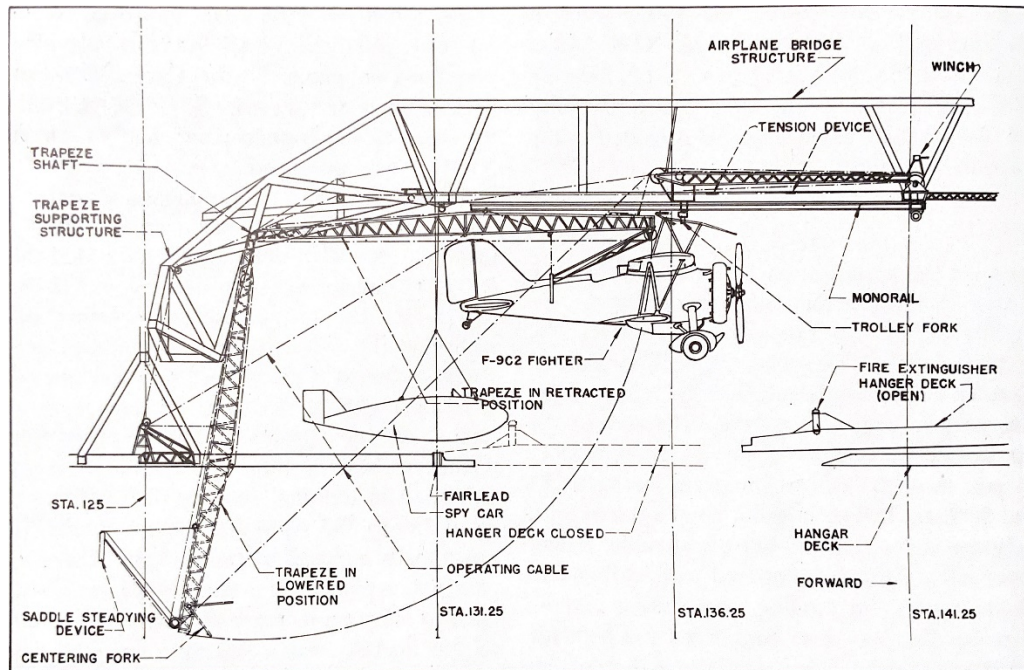 AIRPLANE BRIDGE
STRUCTURE
WINCH
TENSION DEVICE
TRAPEZE
SHAFT
TRAPEZE
SUPPORTING
STRUCTURE
MONORAIL
TROLLEY FORK
F-9C2 FIGHTER
FIRE EXTINGUISHER
HANGER DECK
(OPEN)
TRAPEZE IN RETRACTED
POSITION
STA. 125
FAIRLEAD
SPY CAR
HANGER DECK CLOSED
HANGAR
DECK
TRAPEZE IN
LOWERED
POSITION
OPERATING CABLE
FORWARD
SADDLE STEADYING
DEVICE
STA.131.25
STA.136.25
STA.141.25
CENTERING FORK